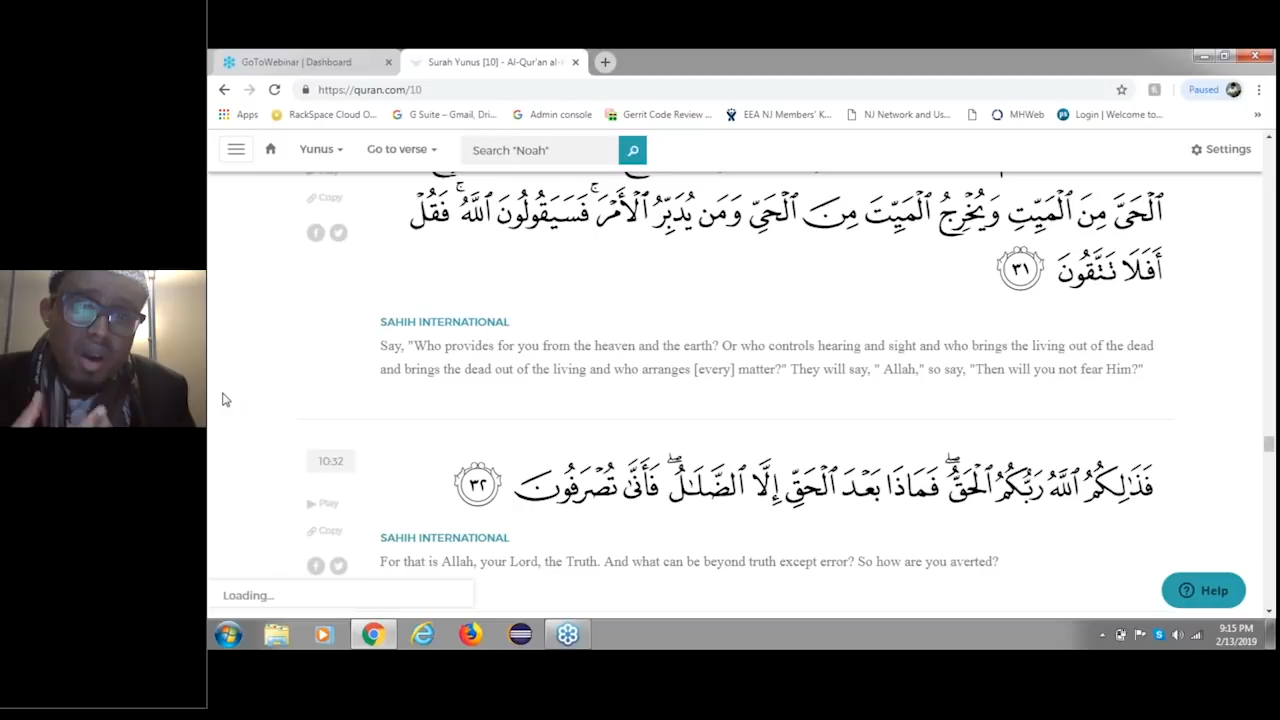 GoToWebinar | Dashboard
Surah Yunus [10] - Al-Qur'an al-
https://quran.com/10
Paused
Apps
RackSpace Cloud O...
G Suite – Gmail, Dri...
Admin console
Gerrit Code Review ...
EEA NJ Members' K...
NJ Network and Us...
MHWeb
Login | Welcome to...
»
Yunus
Go to verse
Search "Noah"
Settings
Copy
ٱلْحَىَّ مِنَ ٱلْمَيِّتِ وَيُخْرِجُ ٱلْمَيِّتَ مِنَ ٱلْحَىِّ وَمَن يُدَبِّرُ ٱلْأَمْرَ ۚ فَسَيَقُولُونَ ٱللَّهُ ۚ فَقُلْ
أَفَلَا تَتَّقُونَ ٣١
SAHIH INTERNATIONAL
Say, "Who provides for you from the heaven and the earth? Or who controls hearing and sight and who brings the living out of the dead
and brings the dead out of the living and who arranges [every] matter?" They will say, " Allah," so say, "Then will you not fear Him?"
10:32
فَذَٰلِكُمُ ٱللَّهُ رَبُّكُمُ ٱلْحَقُّ ۖ فَمَاذَا بَعْدَ ٱلْحَقِّ إِلَّا ٱلضَّلَـٰلُ ۖ فَأَنَّىٰ تُصْرَفُونَ ٣٢
Play
Copy
SAHIH INTERNATIONAL
For that is Allah, your Lord, the Truth. And what can be beyond truth except error? So how are you averted?
Loading...
Help
9:15 PM
2/13/2019